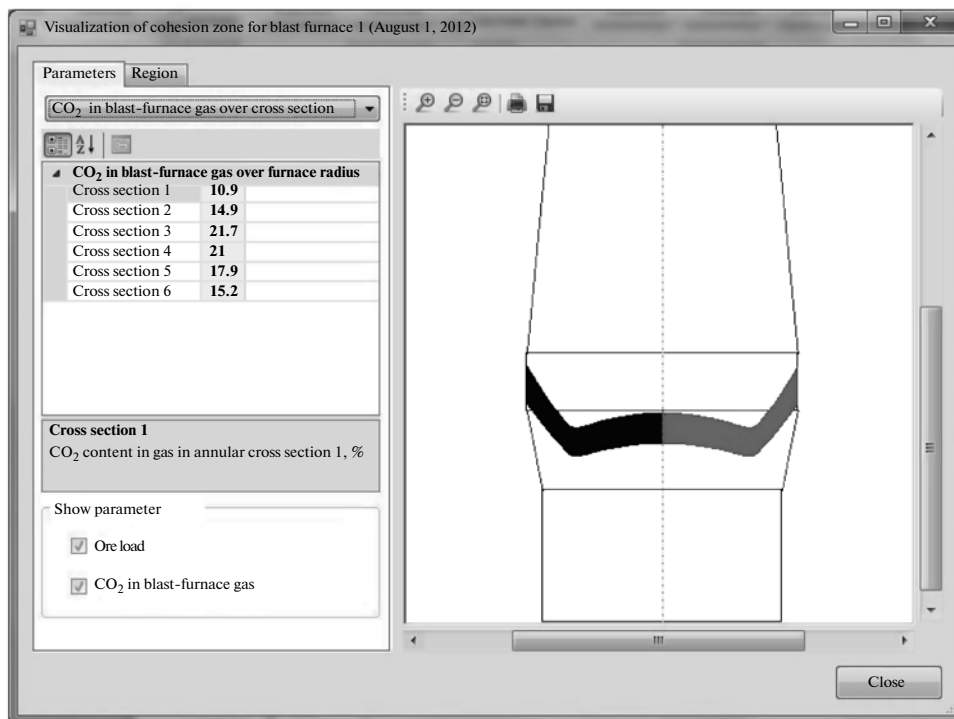 Visualization of cohesion zone for blast furnace 1 (August 1, 2012)
Parameters Region
CO2 in blast-furnace gas over cross section
CO2 in blast-furnace gas over furnace radius
Cross section 1 10.9
Cross section 2 14.9
Cross section 3 21.7
Cross section 4 21
Cross section 5 17.9
Cross section 6 15.2
Cross section 1
CO2 content in gas in annular cross section 1, %
Show parameter
Ore load
CO2 in blast-furnace gas
Close